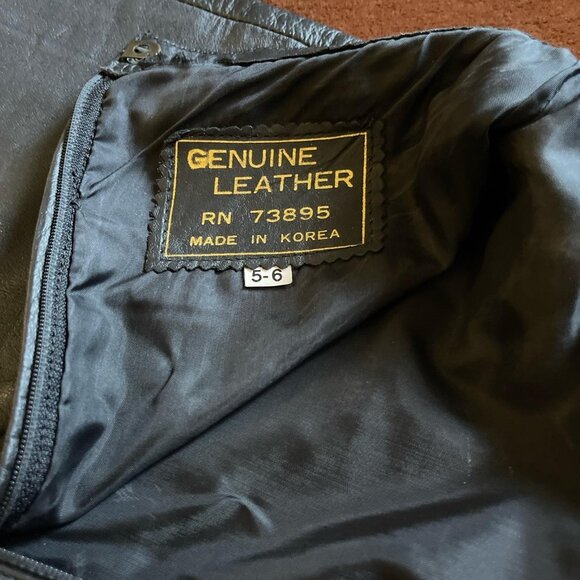 GENUINE
LEATHER
RN 73895
MADE IN KOREA
5-6